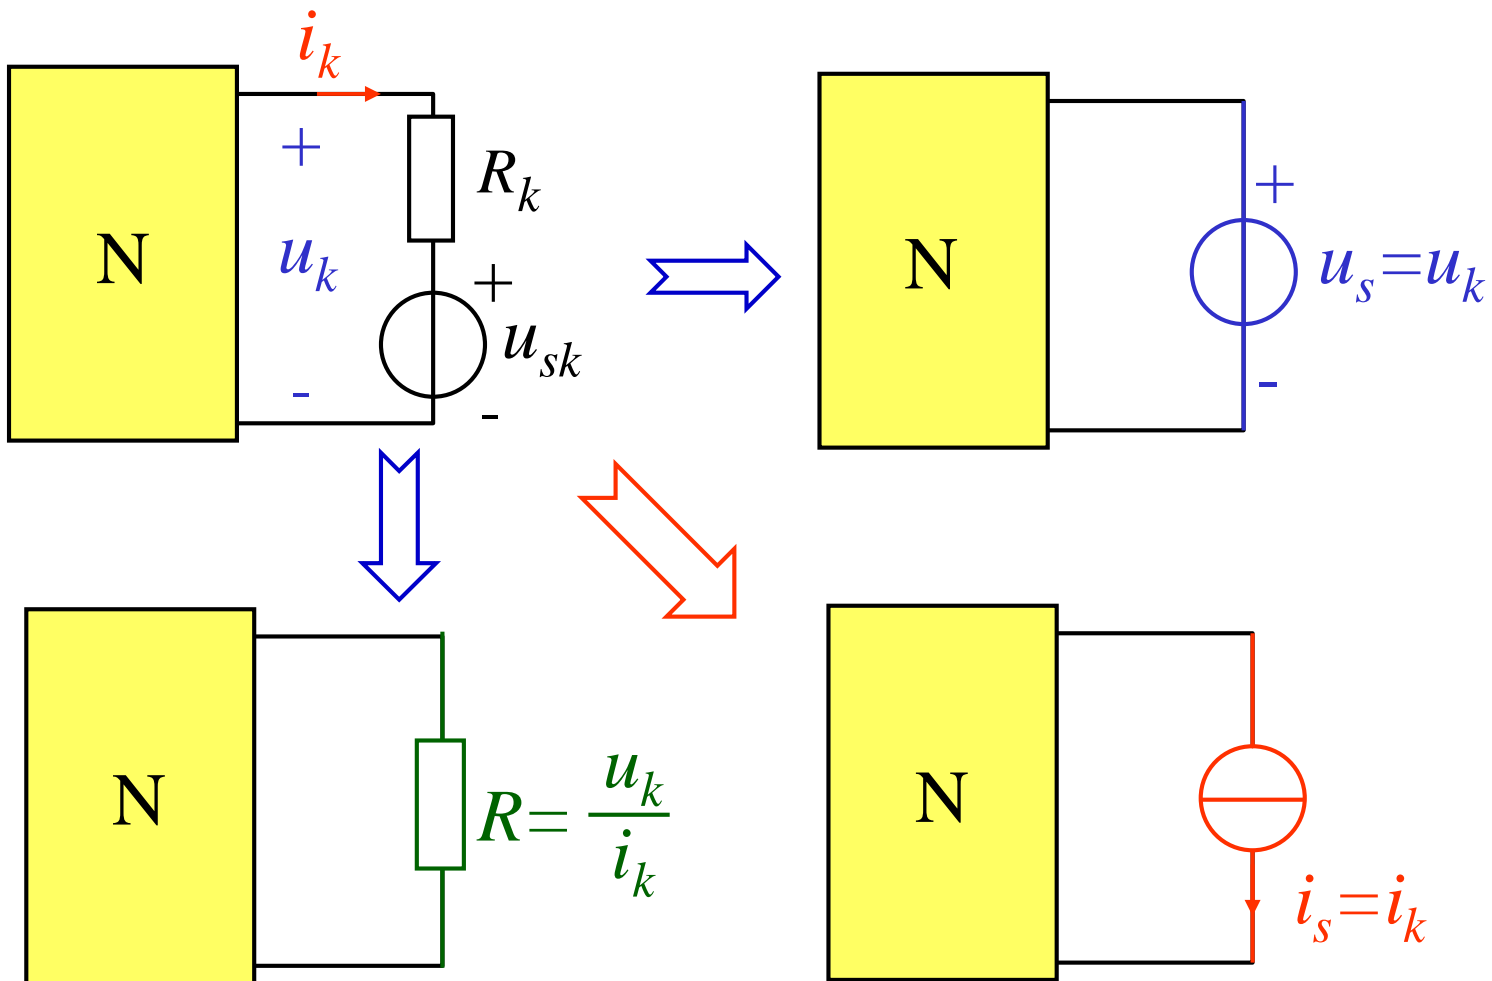 i_k
+
R_k
N
u_k
+
u_sk
-
-
N
+
u_s=u_k
-
N
R=u_k/i_k
N
i_s=i_k